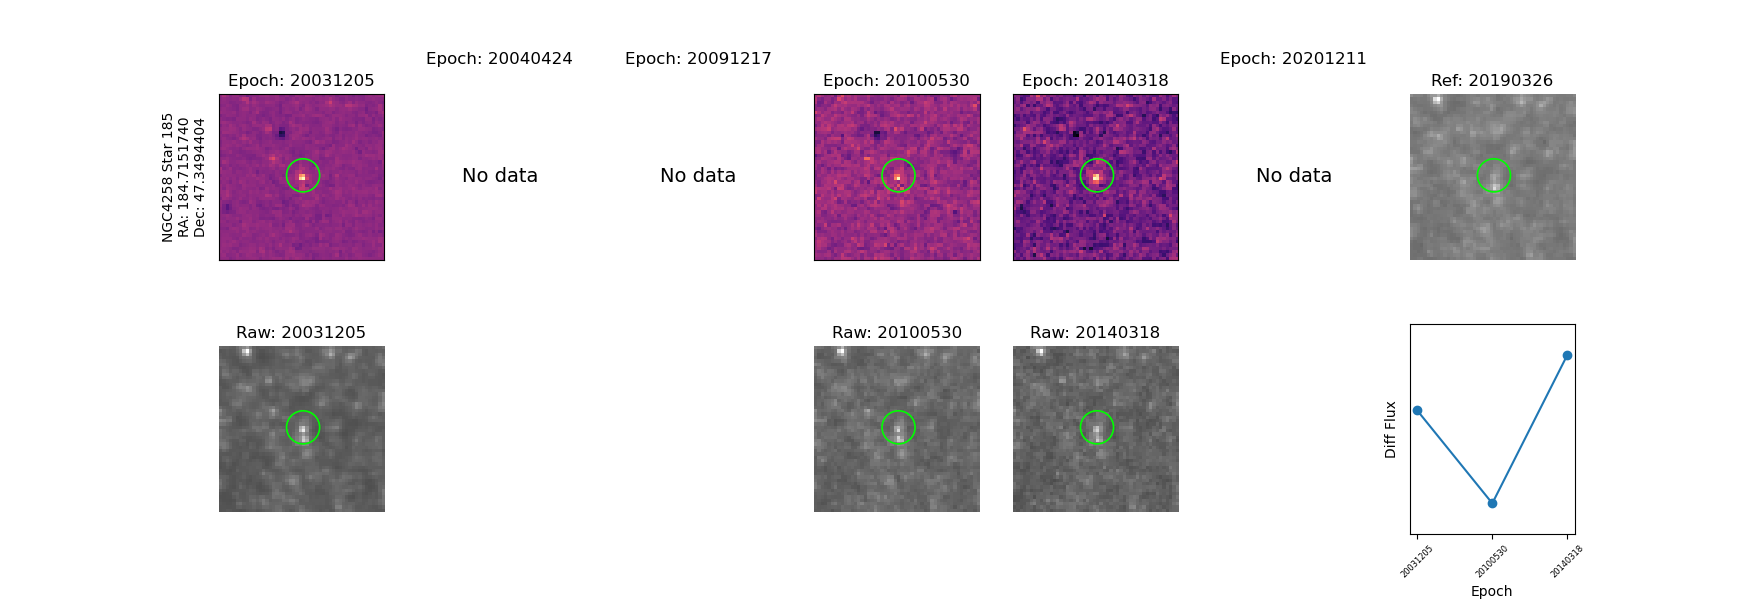 Epoch: 20040424
Epoch: 20091217
Epoch: 20201211
Epoch: 20031205
Epoch: 20100530
Epoch: 20140318
Ref: 20190326
NGC4258 Star 185
RA: 184.7151740
Dec: 47.3494404
No data
No data
No data
Raw: 20031205
Raw: 20100530
Raw: 20140318
Diff Flux
20031205
20100530
20140318
Epoch